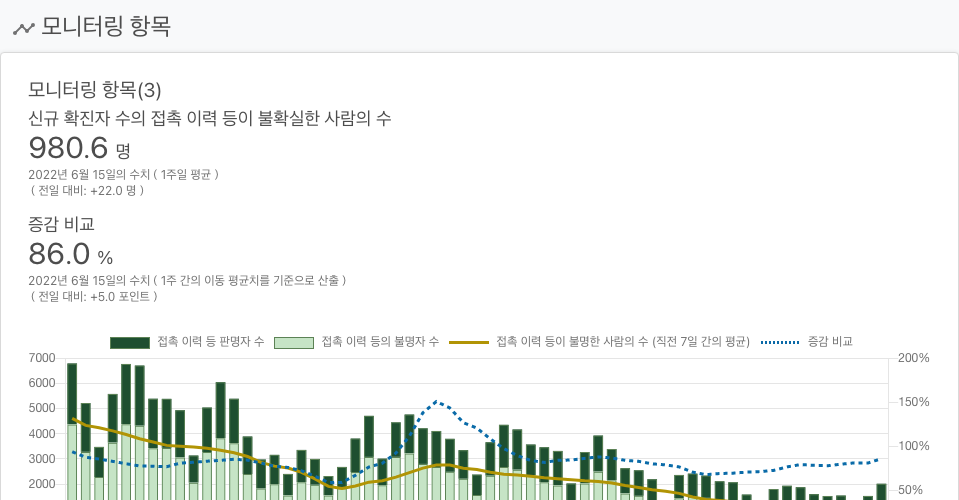 모니터링 항목
모니터링 항목(3)
신규 확진자 수의 접촉 이력 등이 불확실한 사람의 수
980.6 명
2022년 6월 15일의 수치 ( 1주일 평균 )
( 전일 대비: +22.0 명 )
증감 비교
86.0 %
2022년 6월 15일의 수치 ( 1주 간의 이동 평균치를 기준으로 산출 )
( 전일 대비: +5.0 포인트 )
접촉 이력 등 판명자 수 접촉 이력 등의 불명자 수 접촉 이력 등이 불명한 사람의 수 (직전 7일 간의 평균) 증감 비교
7000 200%
6000
5000 150%
4000 100%
3000
2000 50%